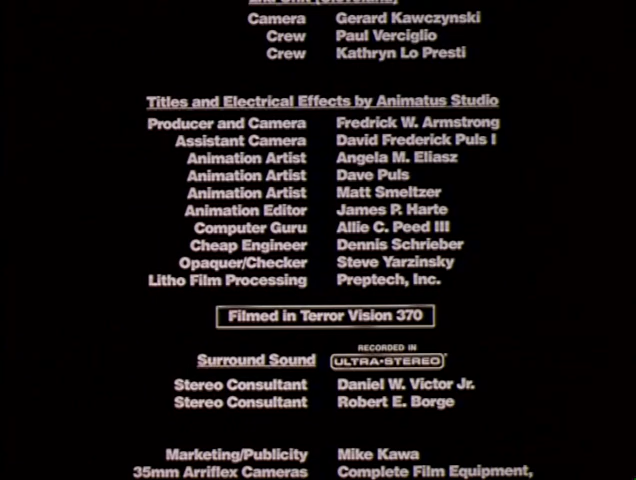 2nd Unit (Cleveland)
Camera Gerard Kawczynski
Crew Paul Verciglio
Crew Kathryn Lo Presti
Titles and Electrical Effects by Animatus Studio
Producer and Camera Fredrick W. Armstrong
Assistant Camera David Frederick Puls I
Animation Artist Angela M. Eliasz
Animation Artist Dave Puls
Animation Artist Matt Smeltzer
Animation Editor James P. Harte
Computer Guru Allie C. Peed III
Cheap Engineer Dennis Schrieber
Opaquer/Checker Steve Yarzinsky
Litho Film Processing Preptech, Inc.
Filmed in Terror Vision 370
RECORDED IN
Surround Sound ULTRA•STEREO
Stereo Consultant Daniel W. Victor Jr.
Stereo Consultant Robert E. Borge
Marketing/Publicity Mike Kawa
35mm Arriflex Cameras Complete Film Equipment,